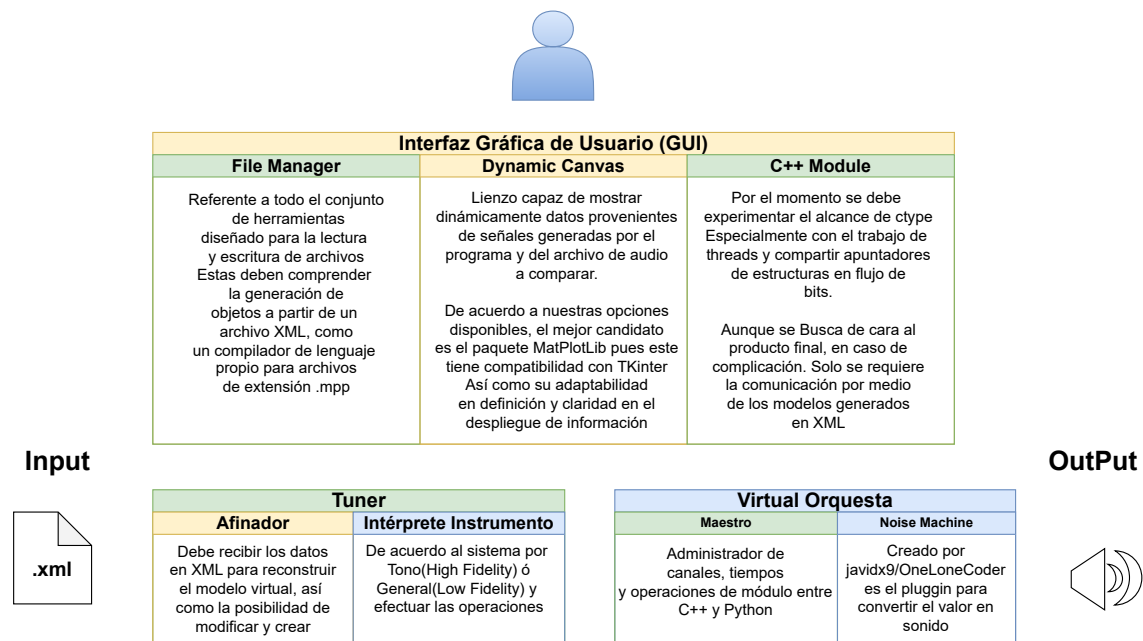 Interfaz Gráfica de Usuario (GUI)
File Manager
Referente a todo el conjunto
de herramientas
diseñado para la lectura
y escritura de archivos
Estas deben comprender
la generación de
objetos a partir de un
archivo XML, como
un compilador de lenguaje
propio para archivos
de extensión .mpp
Dynamic Canvas
Lienzo capaz de mostrar
dinámicamente datos provenientes
de señales generadas por el
programa y del archivo de audio
a comparar.
De acuerdo a nuestras opciones
disponibles, el mejor candidato
es el paquete MatPlotLib pues este
tiene compatibilidad con TKinter
Así como su adaptabilidad
en definición y claridad en el
despliegue de información
C++ Module
Por el momento se debe
experimentar el alcance de ctype
Especialmente con el trabajo de
threads y compartir apuntadores
de estructuras en flujo de
bits.
Aunque se Busca de cara al
producto final, en caso de
complicación. Solo se requiere
la comunicación por medio
de los modelos generados
en XML
Input
.xml
Tuner
Afinador
Debe recibir los datos
en XML para reconstruir
el modelo virtual, así
como la posibilidad de
modificar y crear
Intérprete Instrumento
De acuerdo al sistema por
Tono(High Fidelity) ó
General(Low Fidelity) y
efectuar las operaciones
Virtual Orquesta
Maestro
Administrador de
canales, tiempos
y operaciones de módulo entre
C++ y Python
Noise Machine
Creado por
javidx9/OneLoneCoder
es el pluggin para
convertir el valor en
sonido
OutPut